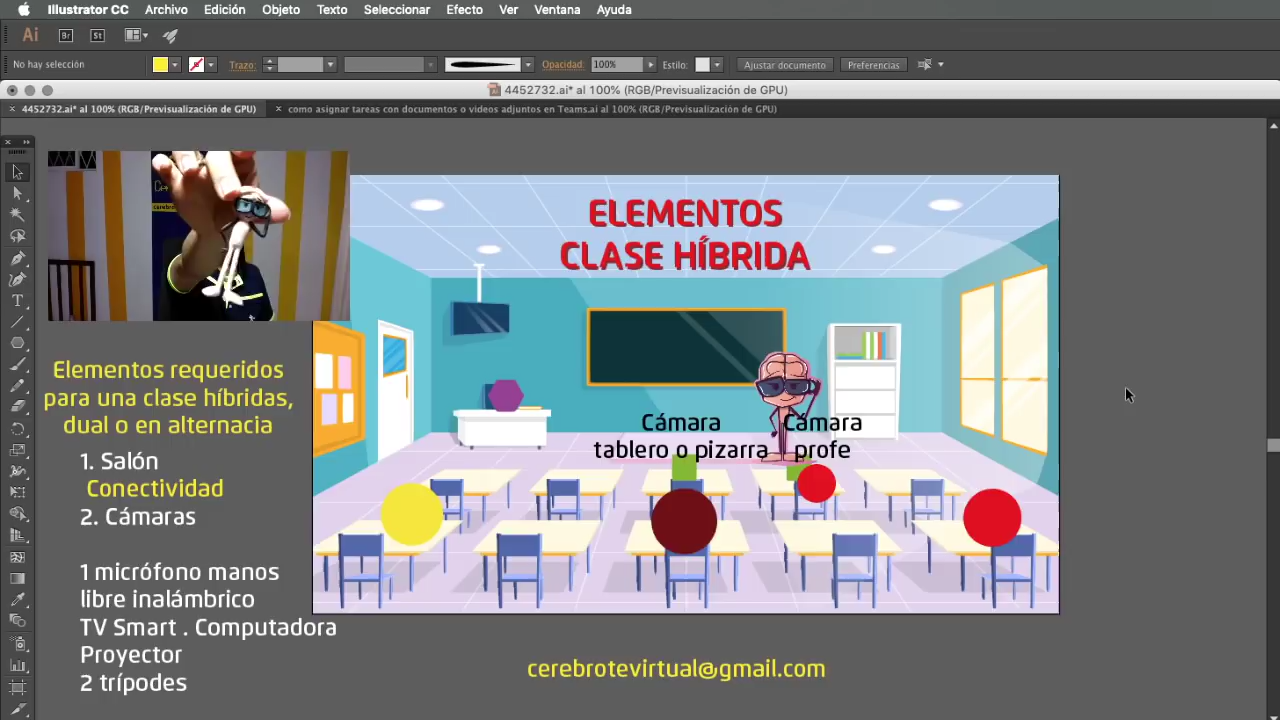 Illustrator CC Archivo Edición Objeto Texto Seleccionar Efecto Ver Ventana Ayuda
Ai Br St
No hay selección Trazo: Opacidad: 100% Estilo: Ajustar documento Preferencias
4452732.ai* al 100% (RGB/Previsualización de GPU)
× 4452732.ai* al 100% (RGB/Previsualización de GPU) × como asignar tareas con documentos o videos adjuntos en Teams.ai al 100% (RGB/Previsualización de GPU)
ELEMENTOS
CLASE HÍBRIDA
Elementos requeridos
para una clase híbridas,
dual o en alternacia
1. Salón
Conectividad
2. Cámaras
1 micrófono manos
libre inalámbrico
TV Smart . Computadora
Proyector
2 trípodes
Cámara
tablero o pizarra
Cámara
profe
cerebrotevirtual@gmail.com